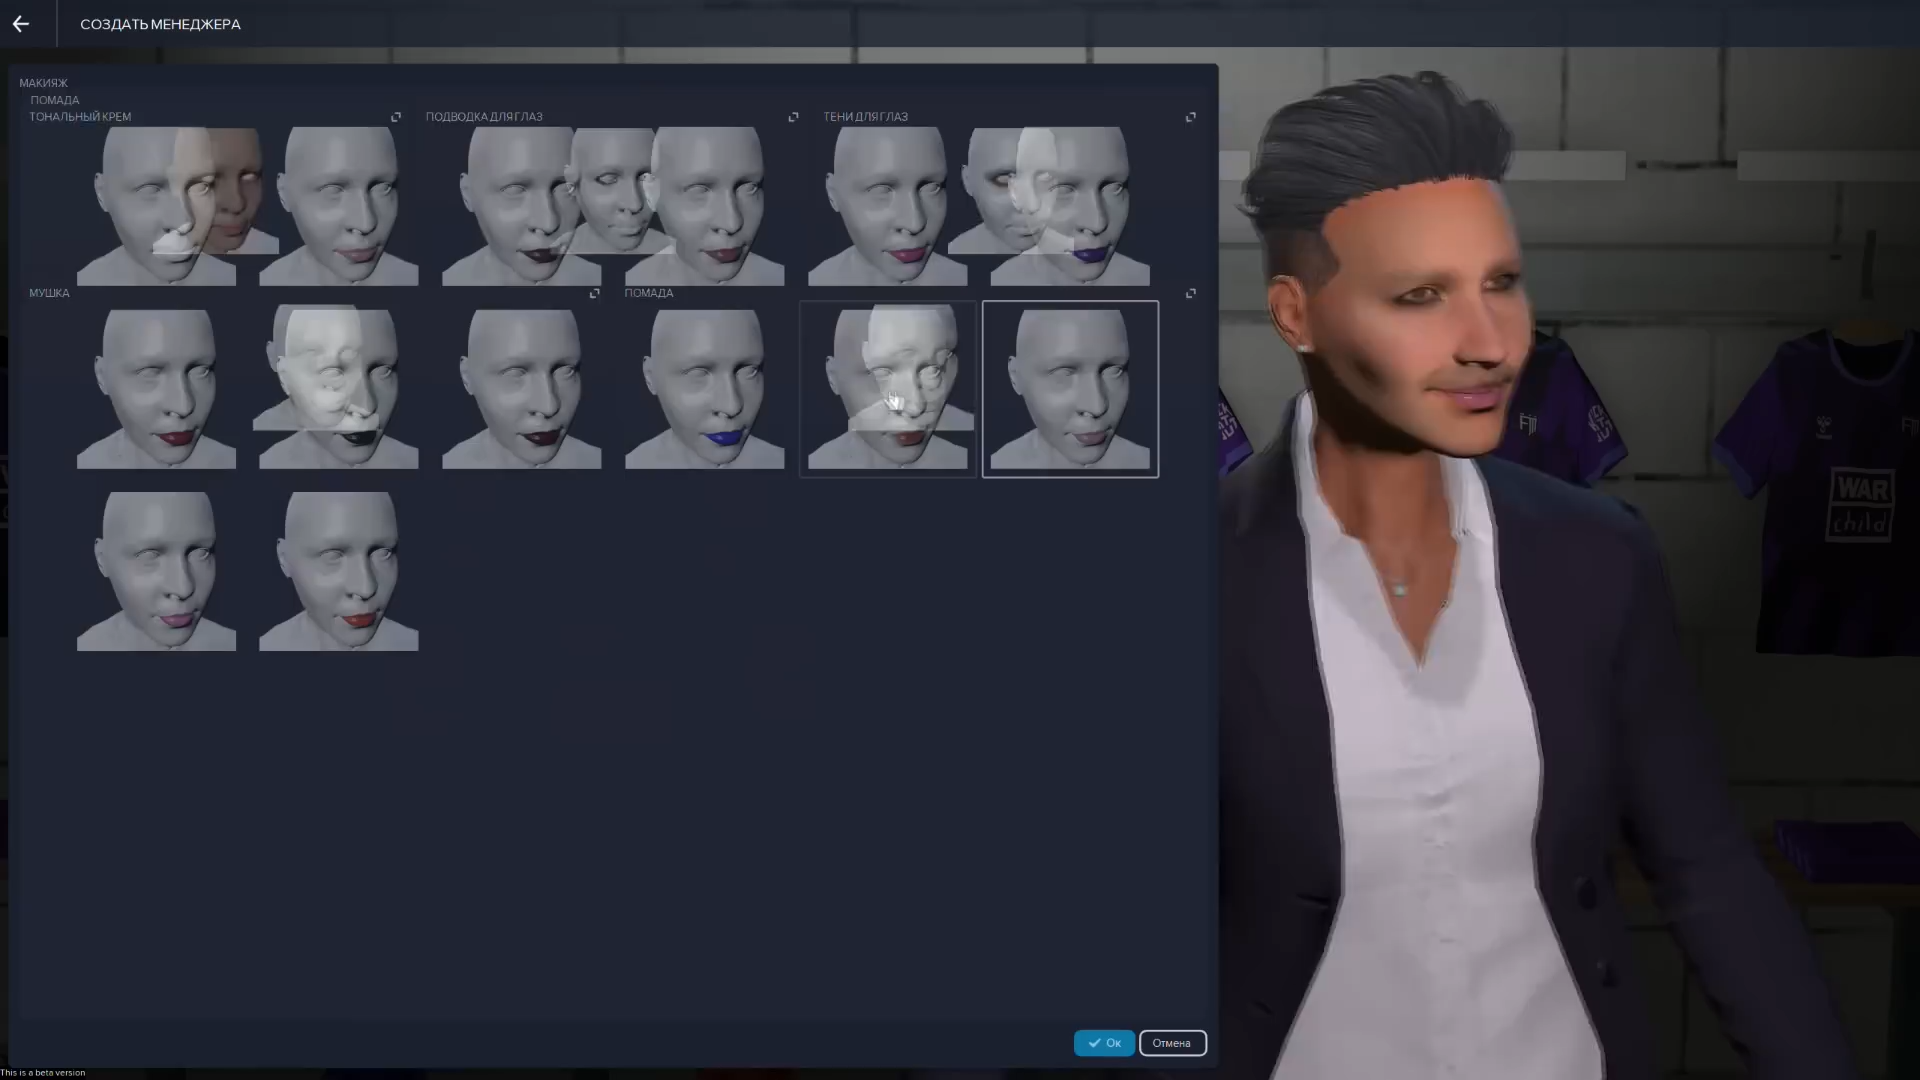 СОЗДАТЬ МЕНЕДЖЕРА
МАКИЯЖ
ПОМАДА
ТОНАЛЬНЫЙ КРЕМ
ПОДВОДКА ДЛЯ ГЛАЗ
ТЕНИ ДЛЯ ГЛАЗ
МУШКА
ПОМАДА
WAR
child
Ок
Отмена
This is a beta version